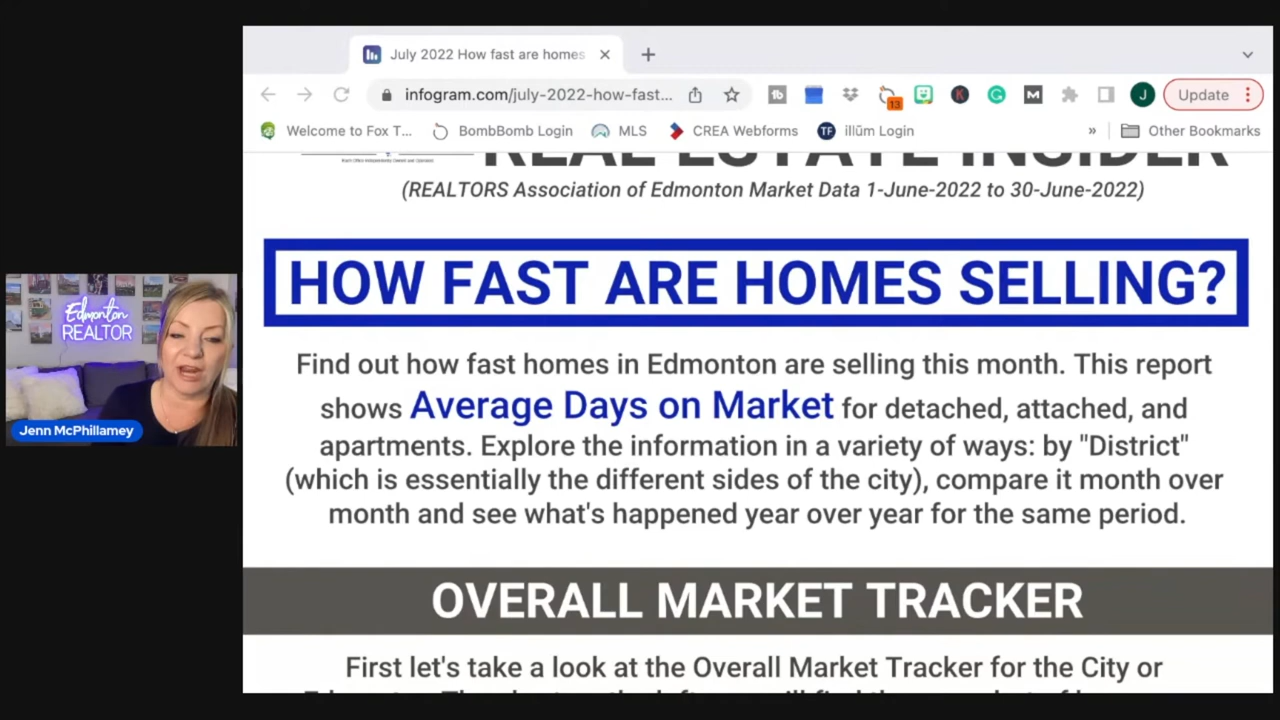 July 2022 How fast are homes
infogram.com/july-2022-how-fast...
13
K
M
J
Update
Welcome to Fox T...
BombBomb Login
MLS
CREA Webforms
TF
illūm Login
»
Other Bookmarks
REAL ESTATE INSIDER
(REALTORS Association of Edmonton Market Data 1-June-2022 to 30-June-2022)
HOW FAST ARE HOMES SELLING?
Find out how fast homes in Edmonton are selling this month. This report
shows Average Days on Market for detached, attached, and
apartments. Explore the information in a variety of ways: by "District"
(which is essentially the different sides of the city), compare it month over
month and see what's happened year over year for the same period.
OVERALL MARKET TRACKER
First let's take a look at the Overall Market Tracker for the City or
Edmonton
REALTOR
Jenn McPhillamey